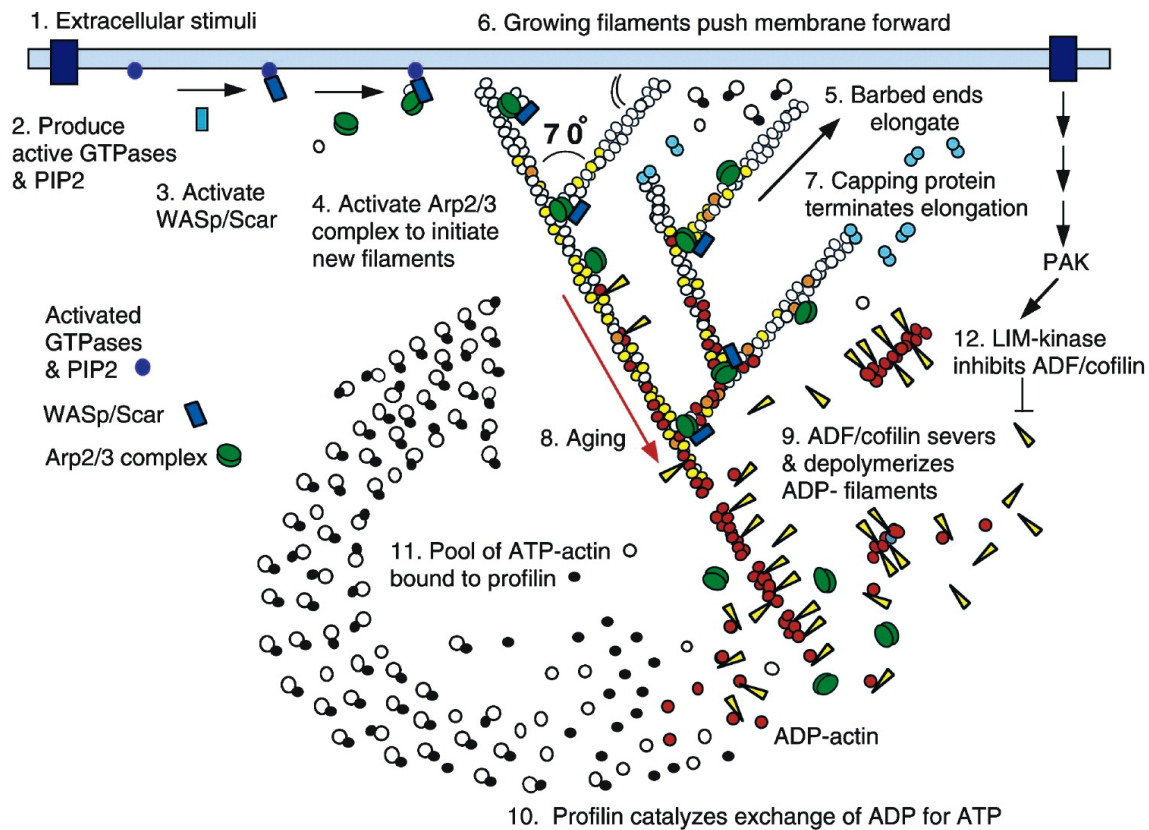 1. Extracellular stimuli
6. Growing filaments push membrane forward
2. Produce
active GTPases
& PIP2
3. Activate
WASp/Scar
4. Activate Arp2/3
complex to initiate
new filaments
70°
5. Barbed ends
elongate
7. Capping protein
terminates elongation
PAK
12. LIM-kinase
inhibits ADF/cofilin
Activated
GTPases
& PIP2
WASp/Scar
Arp2/3 complex
8. Aging
9. ADF/cofilin severs
& depolymerizes
ADP- filaments
11. Pool of ATP-actin
bound to profilin
ADP-actin
10. Profilin catalyzes exchange of ADP for ATP